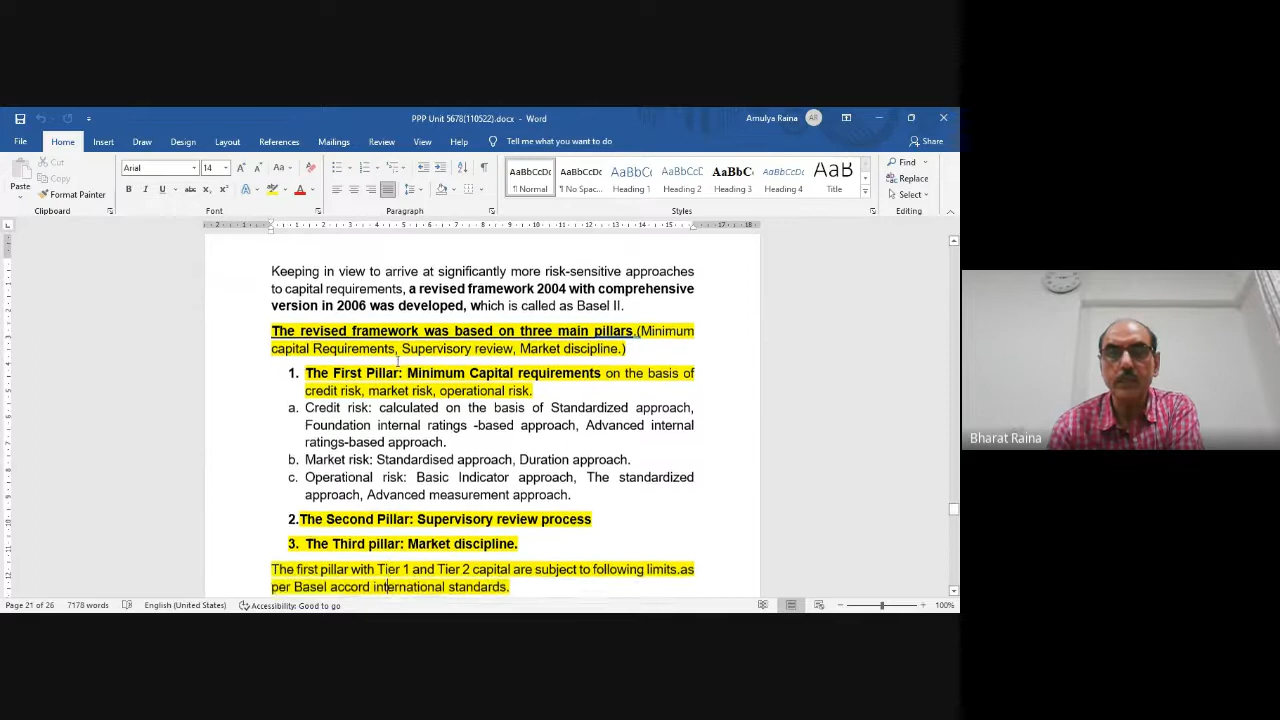 PPP Unit 5678(110522).docx - Word
Amulya Raina AR
File Home Insert Draw Design Layout References Mailings Review View Help Tell me what you want to do Share
Paste
Cut
Copy
Format Painter
Clipboard
Arial 14
Font
Paragraph
AaBbCcDc AaBbCcDc AaBbCc AaBbCcC AaBbC AaBbCcD AaB
¶ Normal ¶ No Spac... Heading 1 Heading 2 Heading 3 Heading 4 Title
Styles
Find
Replace
Select
Editing
Keeping in view to arrive at significantly more risk-sensitive approaches
to capital requirements, a revised framework 2004 with comprehensive
version in 2006 was developed, which is called as Basel II.
The revised framework was based on three main pillars.(Minimum
capital Requirements, Supervisory review, Market discipline.)
1. The First Pillar: Minimum Capital requirements on the basis of
credit risk, market risk, operational risk.
a. Credit risk: calculated on the basis of Standardized approach,
Foundation internal ratings -based approach, Advanced internal
ratings-based approach.
b. Market risk: Standardised approach, Duration approach.
c. Operational risk: Basic Indicator approach, The standardized
approach, Advanced measurement approach.
2.The Second Pillar: Supervisory review process
3. The Third pillar: Market discipline.
The first pillar with Tier 1 and Tier 2 capital are subject to following limits.as
per Basel accord international standards.
Page 21 of 26 7178 words English (United States) Accessibility: Good to go 100%
Bharat Raina